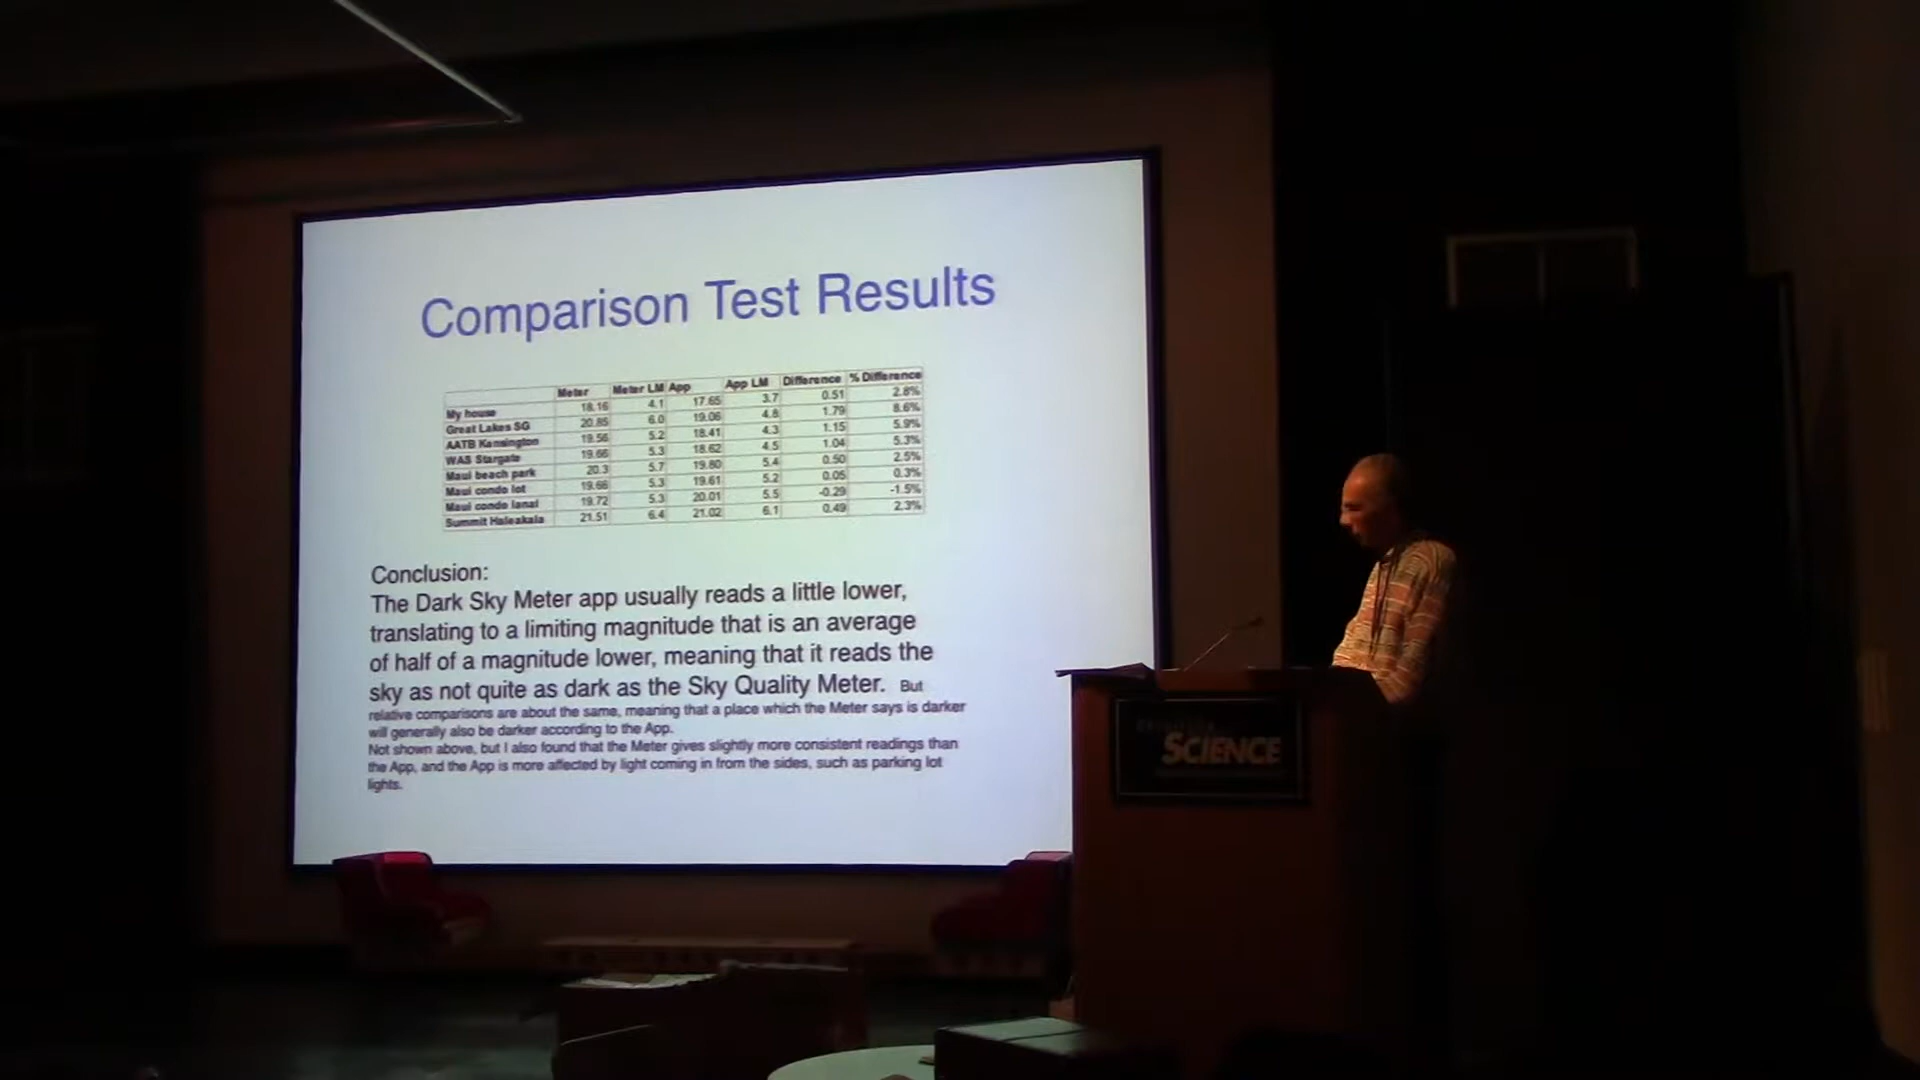 Comparison Test Results
Meter Meter LM App App LM Difference % Difference
My house 18.16 4.1 17.65 3.7 0.51 2.8%
Great Lakes SG 20.85 6.0 19.06 4.8 1.79 8.6%
AATB Kensington 19.56 5.2 18.41 4.3 1.15 5.9%
WAS Stargate 19.66 5.3 18.62 4.5 1.04 5.3%
Maui beach park 20.3 5.7 19.80 5.4 0.50 2.5%
Maui condo lot 19.66 5.3 19.61 5.2 0.05 0.3%
Maui condo lanai 19.72 5.3 20.01 5.5 -0.29 -1.5%
Summit Haleakala 21.51 6.4 21.02 6.1 0.49 2.3%
Conclusion:
The Dark Sky Meter app usually reads a little lower,
translating to a limiting magnitude that is an average
of half of a magnitude lower, meaning that it reads the
sky as not quite as dark as the Sky Quality Meter. But
relative comparisons are about the same, meaning that a place which the Meter says is darker
will generally also be darker according to the App.
Not shown above, but I also found that the Meter gives slightly more consistent readings than
the App, and the App is more affected by light coming in from the sides, such as parking lot
lights.
SCIENCE